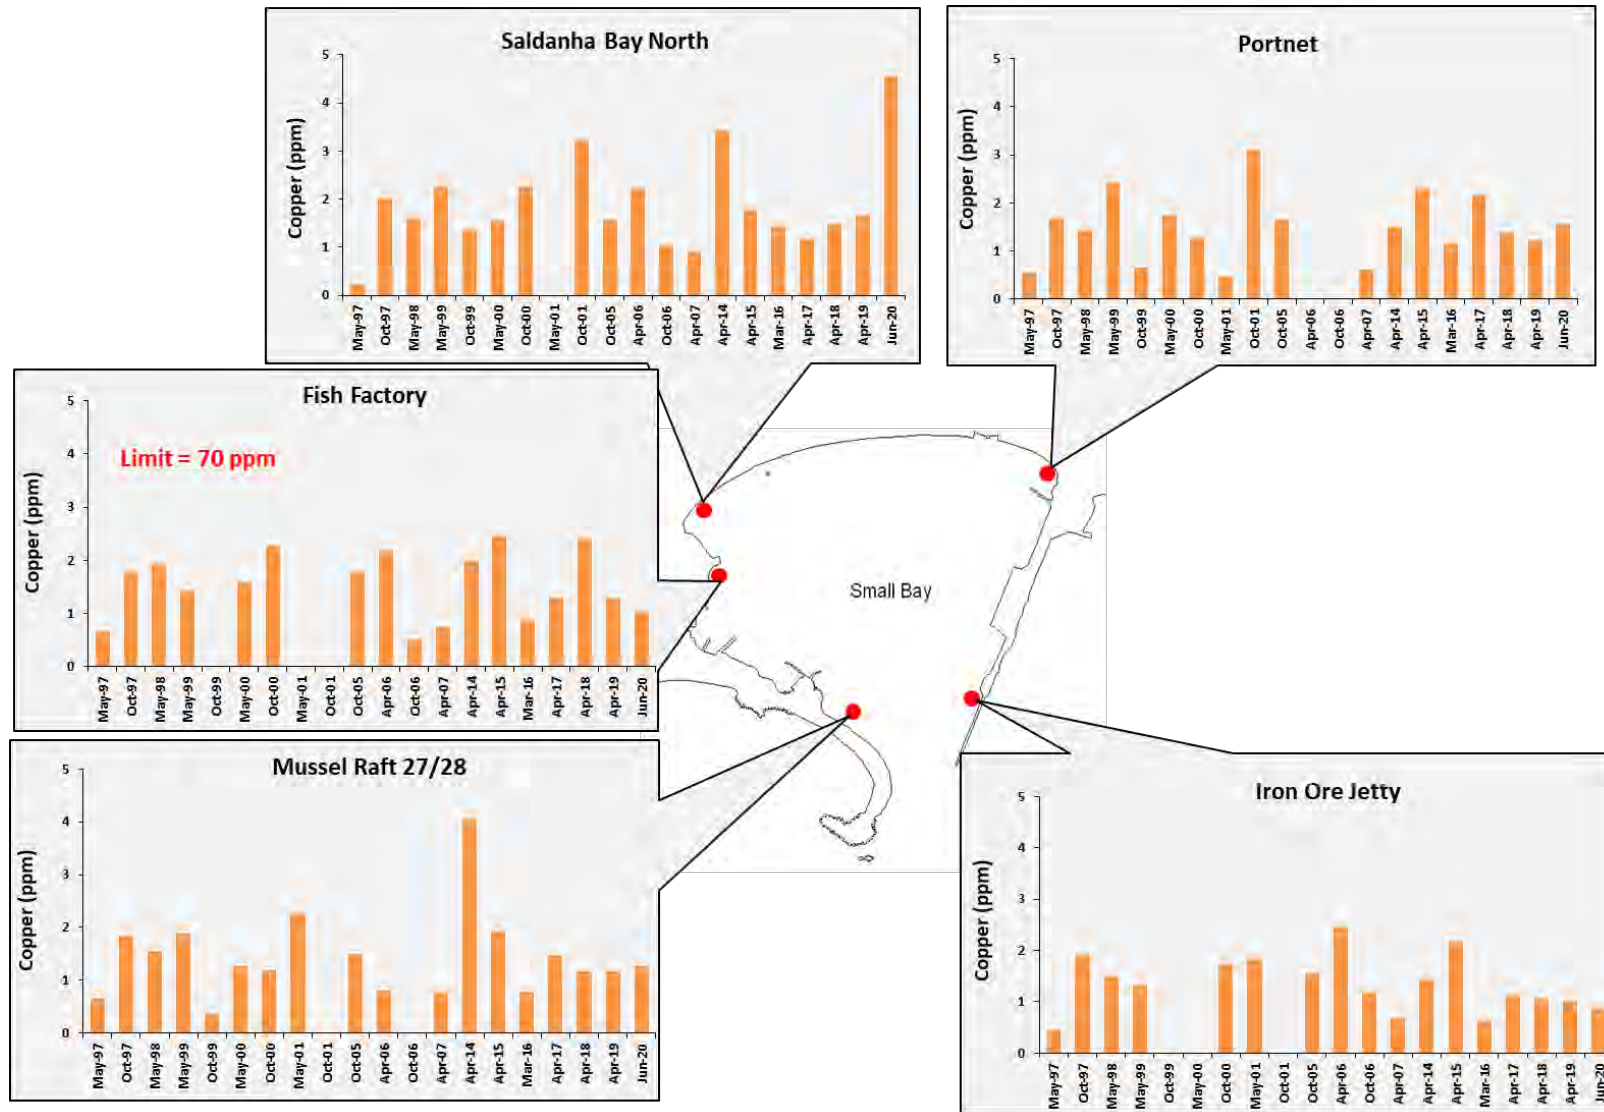 Saldanha Bay North
Copper (ppm)
5
4
3
2
1
0
May-97
Oct-97
May-98
May-99
Oct-99
May-00
Oct-00
May-01
Oct-01
Oct-05
Apr-06
Oct-06
Apr-07
Apr-14
Apr-15
Mar-16
Apr-17
Apr-18
Apr-19
Jun-20
Portnet
Copper (ppm)
5
4
3
2
1
0
May-97
Oct-97
May-98
May-99
Oct-99
May-00
Oct-00
May-01
Oct-01
Oct-05
Apr-06
Oct-06
Apr-07
Apr-14
Apr-15
Mar-16
Apr-17
Apr-18
Apr-19
Jun-20
Fish Factory
Limit = 70 ppm
Copper (ppm)
5
4
3
2
1
0
May-97
Oct-97
May-98
May-99
Oct-99
May-00
Oct-00
May-01
Oct-01
Oct-05
Apr-06
Oct-06
Apr-07
Apr-14
Apr-15
Mar-16
Apr-17
Apr-18
Apr-19
Jun-20
Small Bay
Mussel Raft 27/28
Copper (ppm)
5
4
3
2
1
0
May-97
Oct-97
May-98
May-99
Oct-99
May-00
Oct-00
May-01
Oct-01
Oct-05
Apr-06
Oct-06
Apr-07
Apr-14
Apr-15
Mar-16
Apr-17
Apr-18
Apr-19
Jun-20
Iron Ore Jetty
Copper (ppm)
5
4
3
2
1
0
May-97
Oct-97
May-98
May-99
Oct-99
May-00
Oct-00
May-01
Oct-01
Oct-05
Apr-06
Oct-06
Apr-07
Apr-14
Apr-15
Mar-16
Apr-17
Apr-18
Apr-19
Jun-20